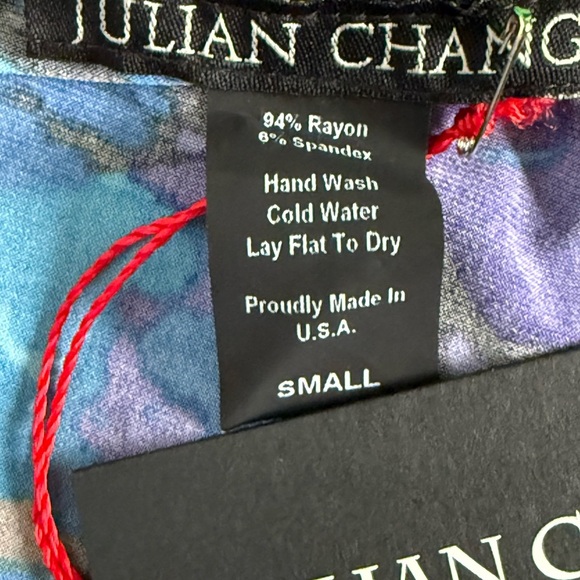 JULIAN CHANG
94% Rayon
6% Spandex
Hand Wash
Cold Water
Lay Flat To Dry
Proudly Made In
U.S.A.
SMALL